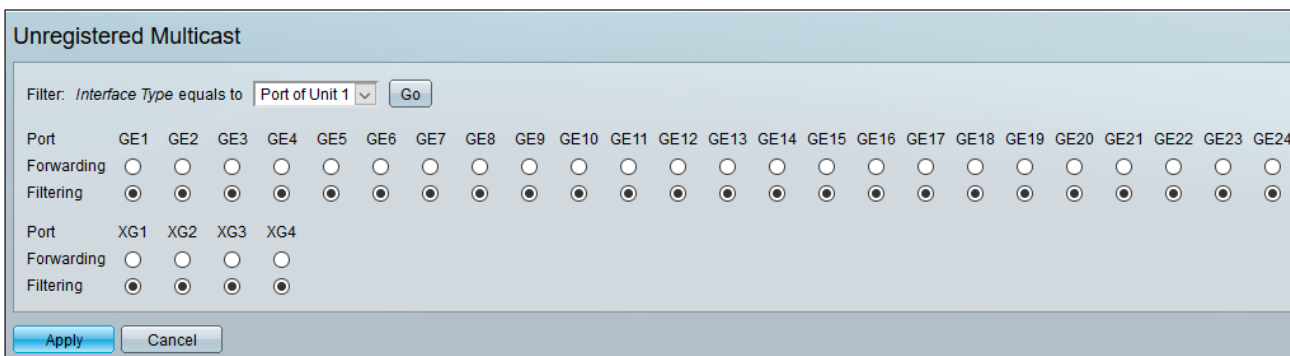 Unregistered Multicast
Filter: Interface Type equals to Port of Unit 1 Go
Port GE1 GE2 GE3 GE4 GE5 GE6 GE7 GE8 GE9 GE10 GE11 GE12 GE13 GE14 GE15 GE16 GE17 GE18 GE19 GE20 GE21 GE22 GE23 GE24
Forwarding
Filtering
Port XG1 XG2 XG3 XG4
Forwarding
Filtering
Apply Cancel